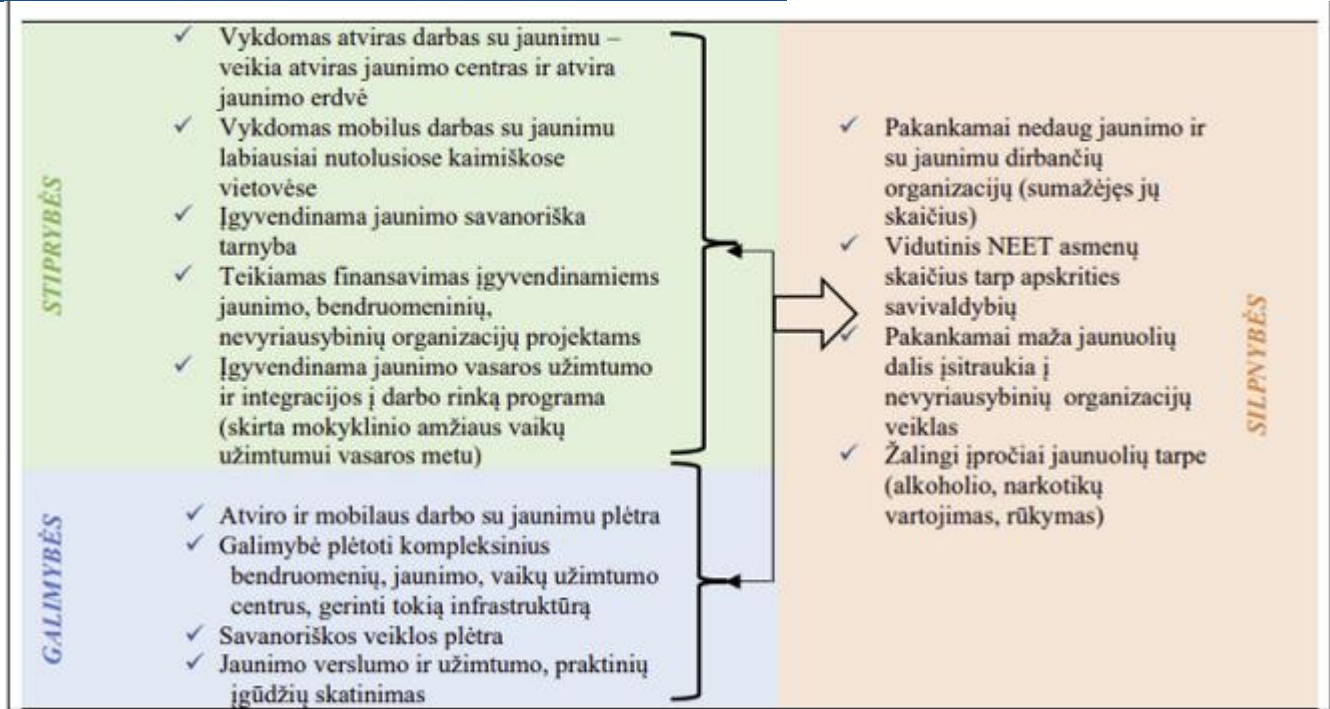 STIPRYBĖS
✓ Vykdomas atviras darbas su jaunimu –
veikia atviras jaunimo centras ir atvira
jaunimo erdvė
✓ Vykdomas mobilus darbas su jaunimu
labiausiai nutolusiose kaimiškose
vietovėse
✓ Įgyvendinama jaunimo savanoriška
tarnyba
✓ Teikiamas finansavimas įgyvendinamiems
jaunimo, bendruomeninių,
nevyriausybinių organizacijų projektams
✓ Įgyvendinama jaunimo vasaros užimtumo
ir integracijos į darbo rinką programa
(skirta mokyklinio amžiaus vaikų
užimtumui vasaros metu)
GALIMYBĖS
✓ Atviro ir mobilaus darbo su jaunimu plėtra
✓ Galimybė plėtoti kompleksinius
bendruomenių, jaunimo, vaikų užimtumo
centrus, gerinti tokią infrastruktūrą
✓ Savanoriškos veiklos plėtra
✓ Jaunimo verslumo ir užimtumo, praktinių
įgūdžių skatinimas
✓ Pakankamai nedaug jaunimo ir
su jaunimu dirbančių
organizacijų (sumažėjęs jų
skaičius)
✓ Vidutinis NEET asmenų
skaičius tarp apskrities
savivaldybių
✓ Pakankamai maža jaunuolių
dalis įsitraukia į
nevyriausybinių organizacijų
veiklas
✓ Žalingi įpročiai jaunuolių tarpe
(alkoholio, narkotikų
vartojimas, rūkymas)
SILPNYBĖS